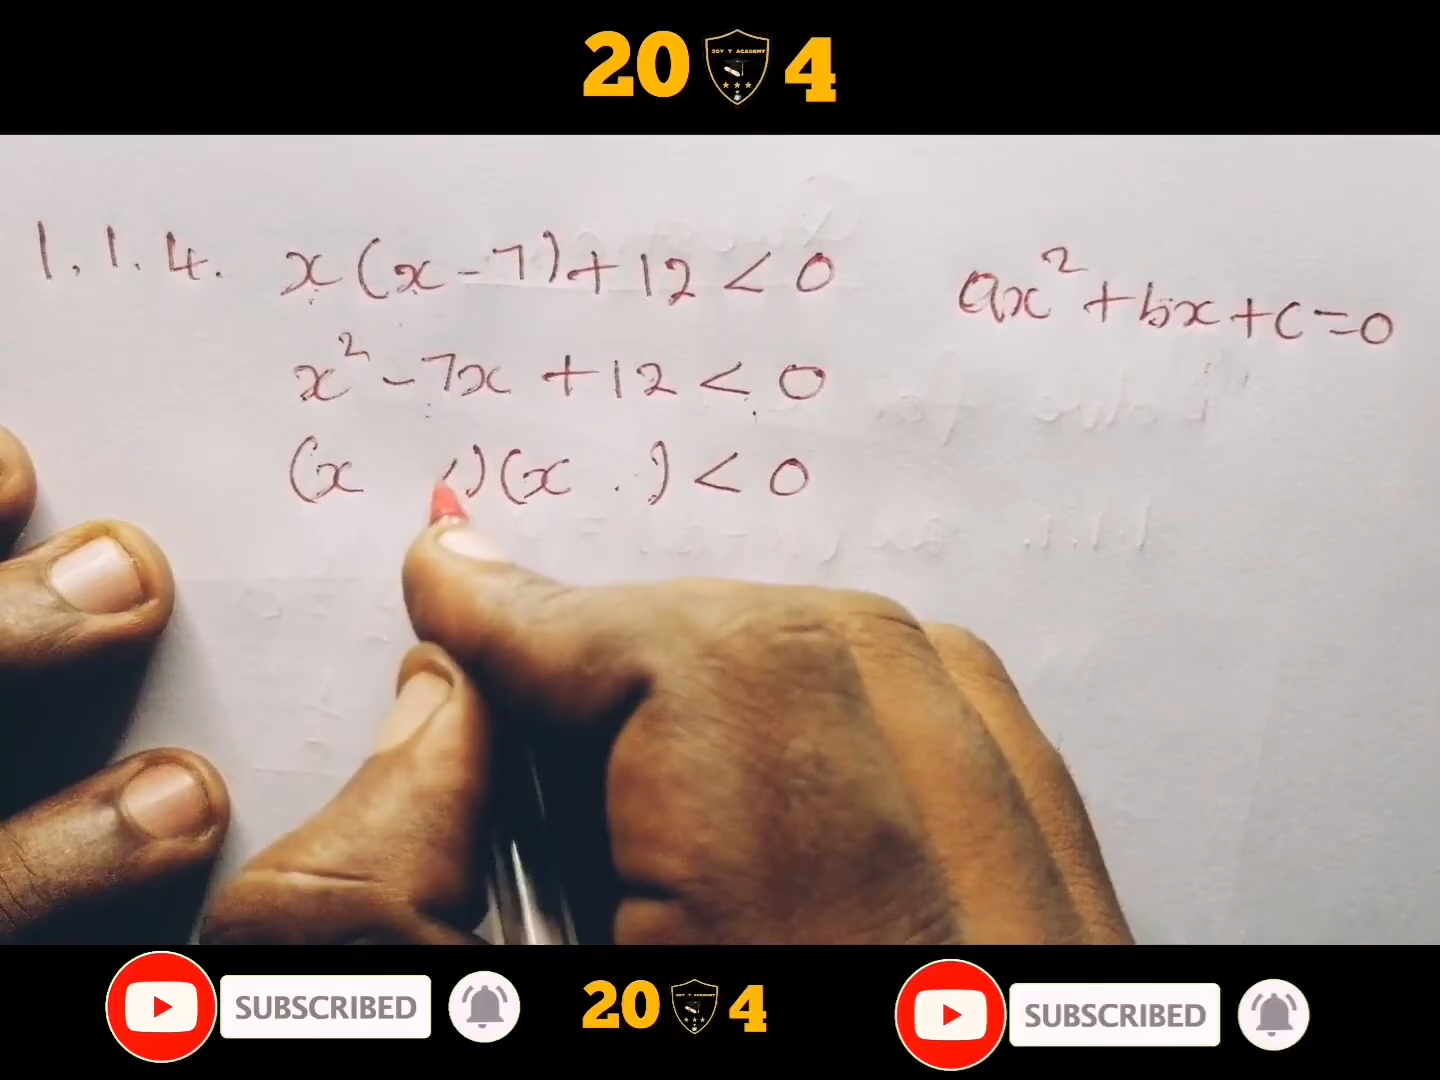 20 4
1.1.4. x(x-7)+12<0
ax²+bx+c=0
x²-7x+12<0
(x )(x .)<0
SUBSCRIBED
20 4
SUBSCRIBED